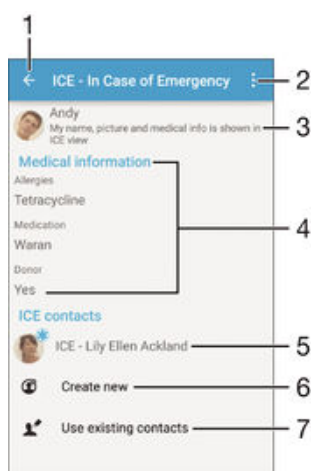 1
ICE - In Case of Emergency
2
Andy
My name, picture and medical info is shown in
ICE view
3
Medical information
Allergies
Tetracycline
Medication
Waran
4
Donor
Yes
ICE contacts
ICE - Lily Ellen Ackland
5
Create new
6
Use existing contacts
7